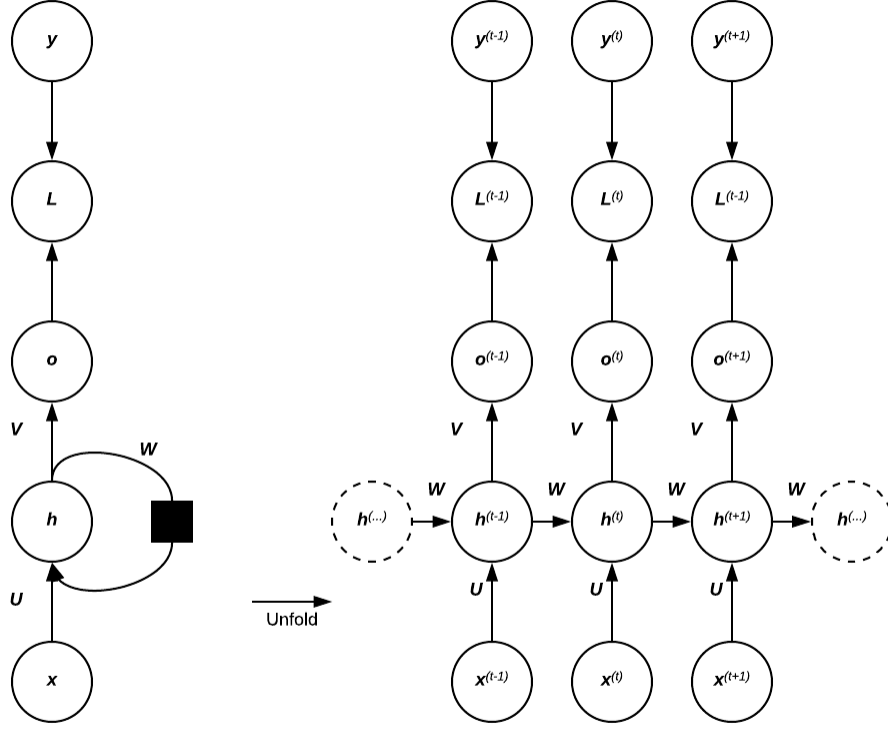 y y(t-1) y(t) y(t+1)
L L(t-1) L(t) L(t-1)
o o(t-1) o(t) o(t+1)
V V V V
W
W W W W
h h(...) h(t-1) h(t) h(t+1) h(...)
U U U U
Unfold
x x(t-1) x(t) x(t+1)